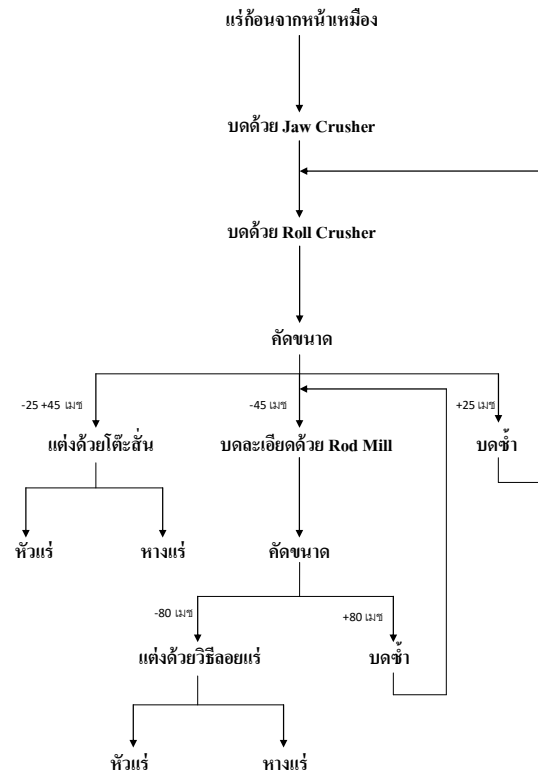 แร่ก้อนจากหน้าเหมือง
บดด้วย Jaw Crusher
บดด้วย Roll Crusher
คัดขนาด
-25 +45 เมช
-45 เมช
+25 เมช
แต่งด้วยโต๊ะสั่น
บดละเอียดด้วย Rod Mill
บดซ้ำ
หัวแร่
หางแร่
คัดขนาด
-80 เมช
+80 เมช
แต่งด้วยวิธีลอยแร่
บดซ้ำ
หัวแร่
หางแร่